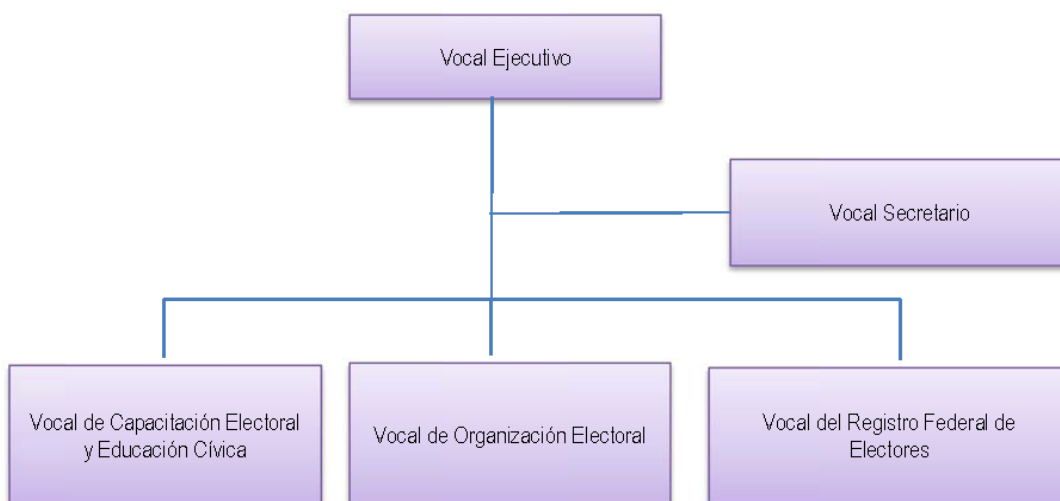 Vocal Ejecutivo
Vocal Secretario
Vocal de Capacitación Electoral
y Educación Cívica
Vocal de Organización Electoral
Vocal del Registro Federal de
Electores